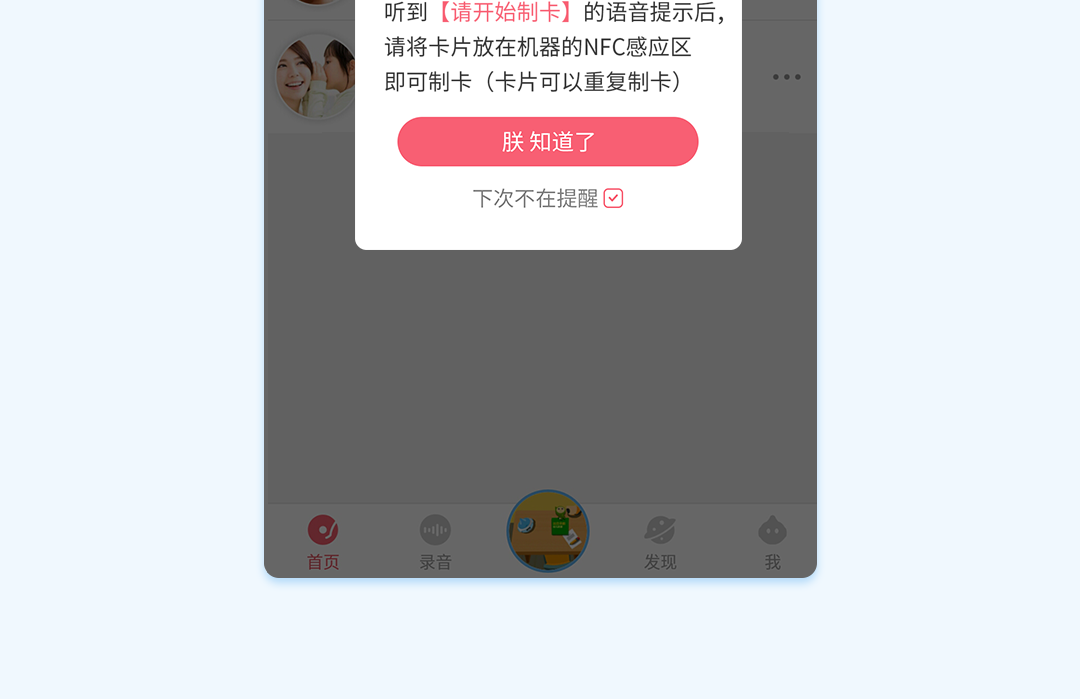 听到【请开始制卡】的语音提示后，
请将卡片放在机器的NFC感应区
即可制卡（卡片可以重复制卡）
朕 知道了
下次不在提醒
首页
录音
发现
我